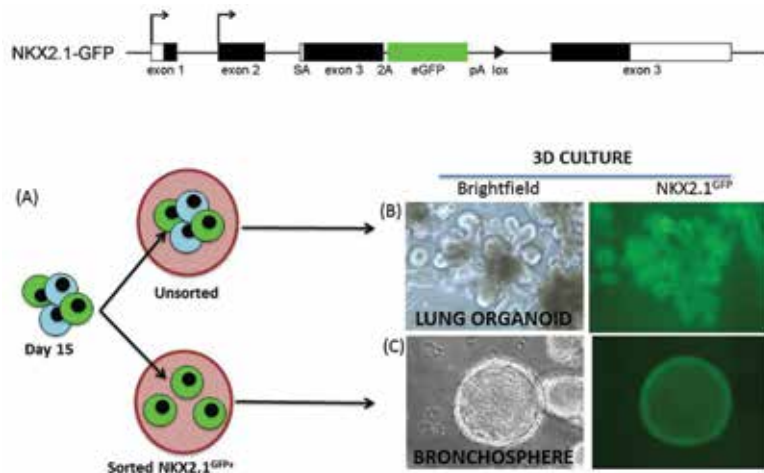 NKX2.1-GFP
exon 1 exon 2 SA exon 3 2A eGFP pA lox exon 3
3D CULTURE
Brightfield NKX2.1GFP
(A)
(B)
Unsorted
LUNG ORGANOID
Day 15
(C)
BRONCHOSPHERE
Sorted NKX2.1GFP+